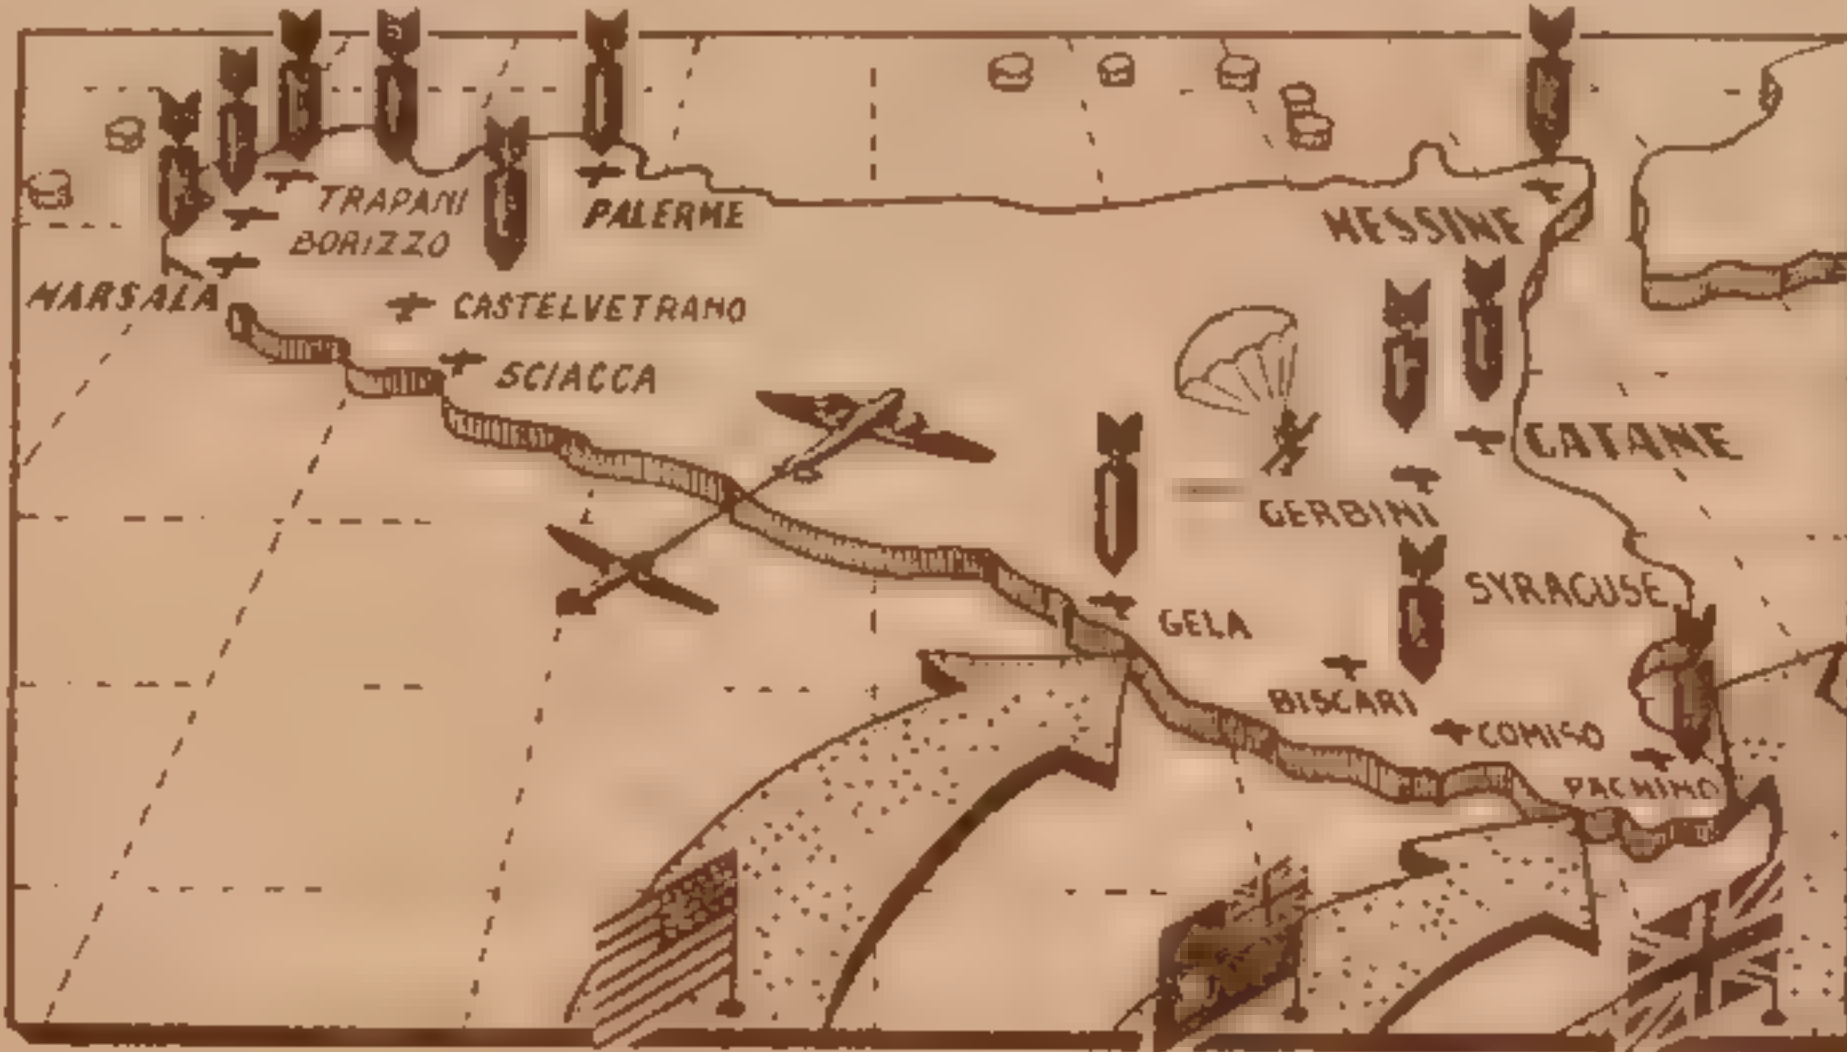 TRAPANI
BORIZZO
PALERME
MESSINE
MARSALA
CASTELVETRANO
SCIACCA
CATANE
GERBINI
SYRACUSE
GELA
BISCARI
COMISO
PACHINO